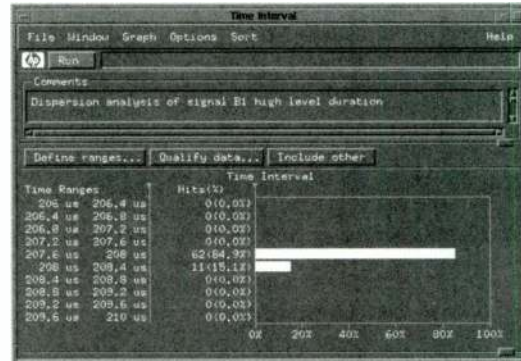 Time Interval
File Window Graph Options Sort Help
hp Run
Comments
Dispersion analysis of signal B1 high level duration
Define ranges... Qualify data... Include other
Time Interval
Time Ranges Hits(%)
206 us 206.4 us 0(0.0%)
206.4 us 206.8 us 0(0.0%)
206.8 us 207.2 us 0(0.0%)
207.2 us 207.6 us 0(0.0%)
207.6 us 208 us 62(84.9%)
208 us 208.4 us 11(15.1%)
208.4 us 208.8 us 0(0.0%)
208.8 us 209.2 us 0(0.0%)
209.2 us 209.6 us 0(0.0%)
209.6 us 210 us 0(0.0%)
0% 20% 40% 60% 80% 100%